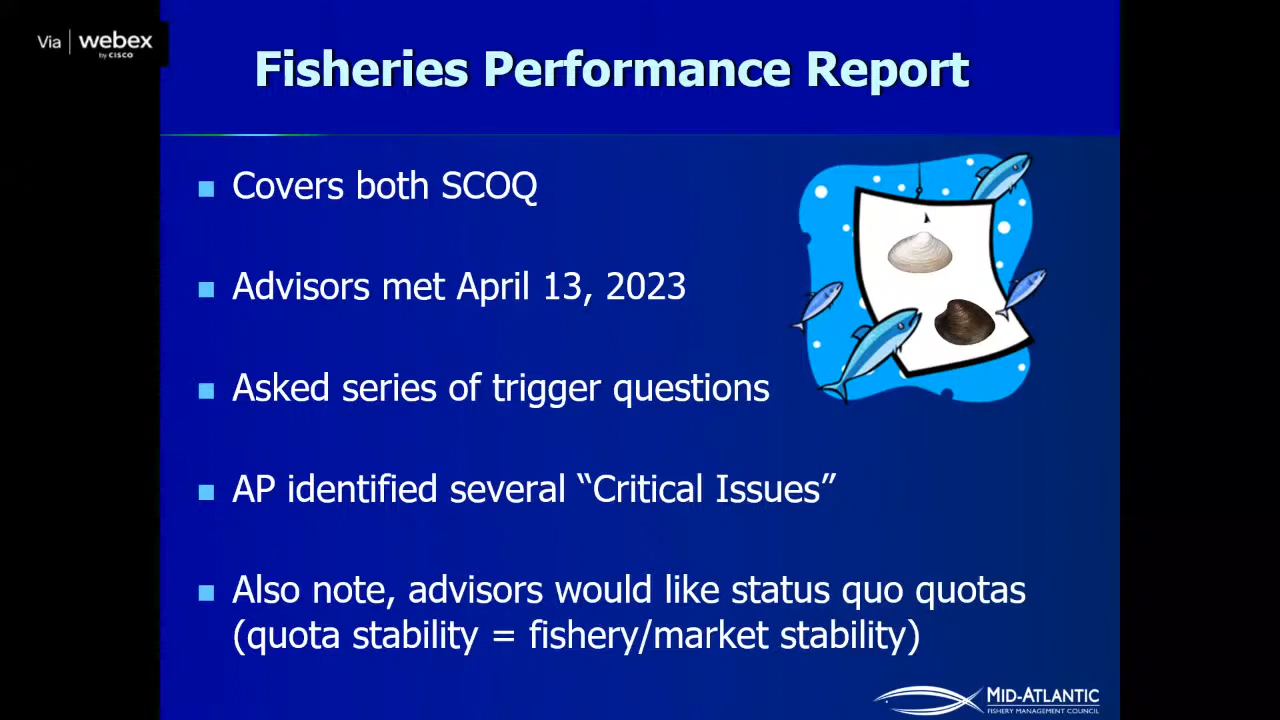 Via webex
by CISCO
Fisheries Performance Report
Covers both SCOQ
Advisors met April 13, 2023
Asked series of trigger questions
AP identified several “Critical Issues”
Also note, advisors would like status quo quotas
(quota stability = fishery/market stability)
MID-ATLANTIC
FISHERY MANAGEMENT COUNCIL